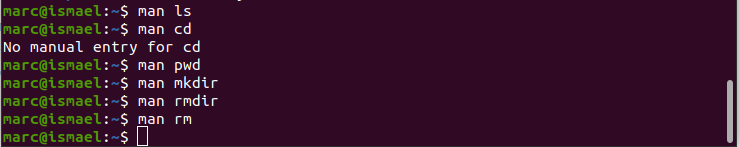 marc@ismael:~$ man ls
marc@ismael:~$ man cd
No manual entry for cd
marc@ismael:~$ man pwd
marc@ismael:~$ man mkdir
marc@ismael:~$ man rmdir
marc@ismael:~$ man rm
marc@ismael:~$